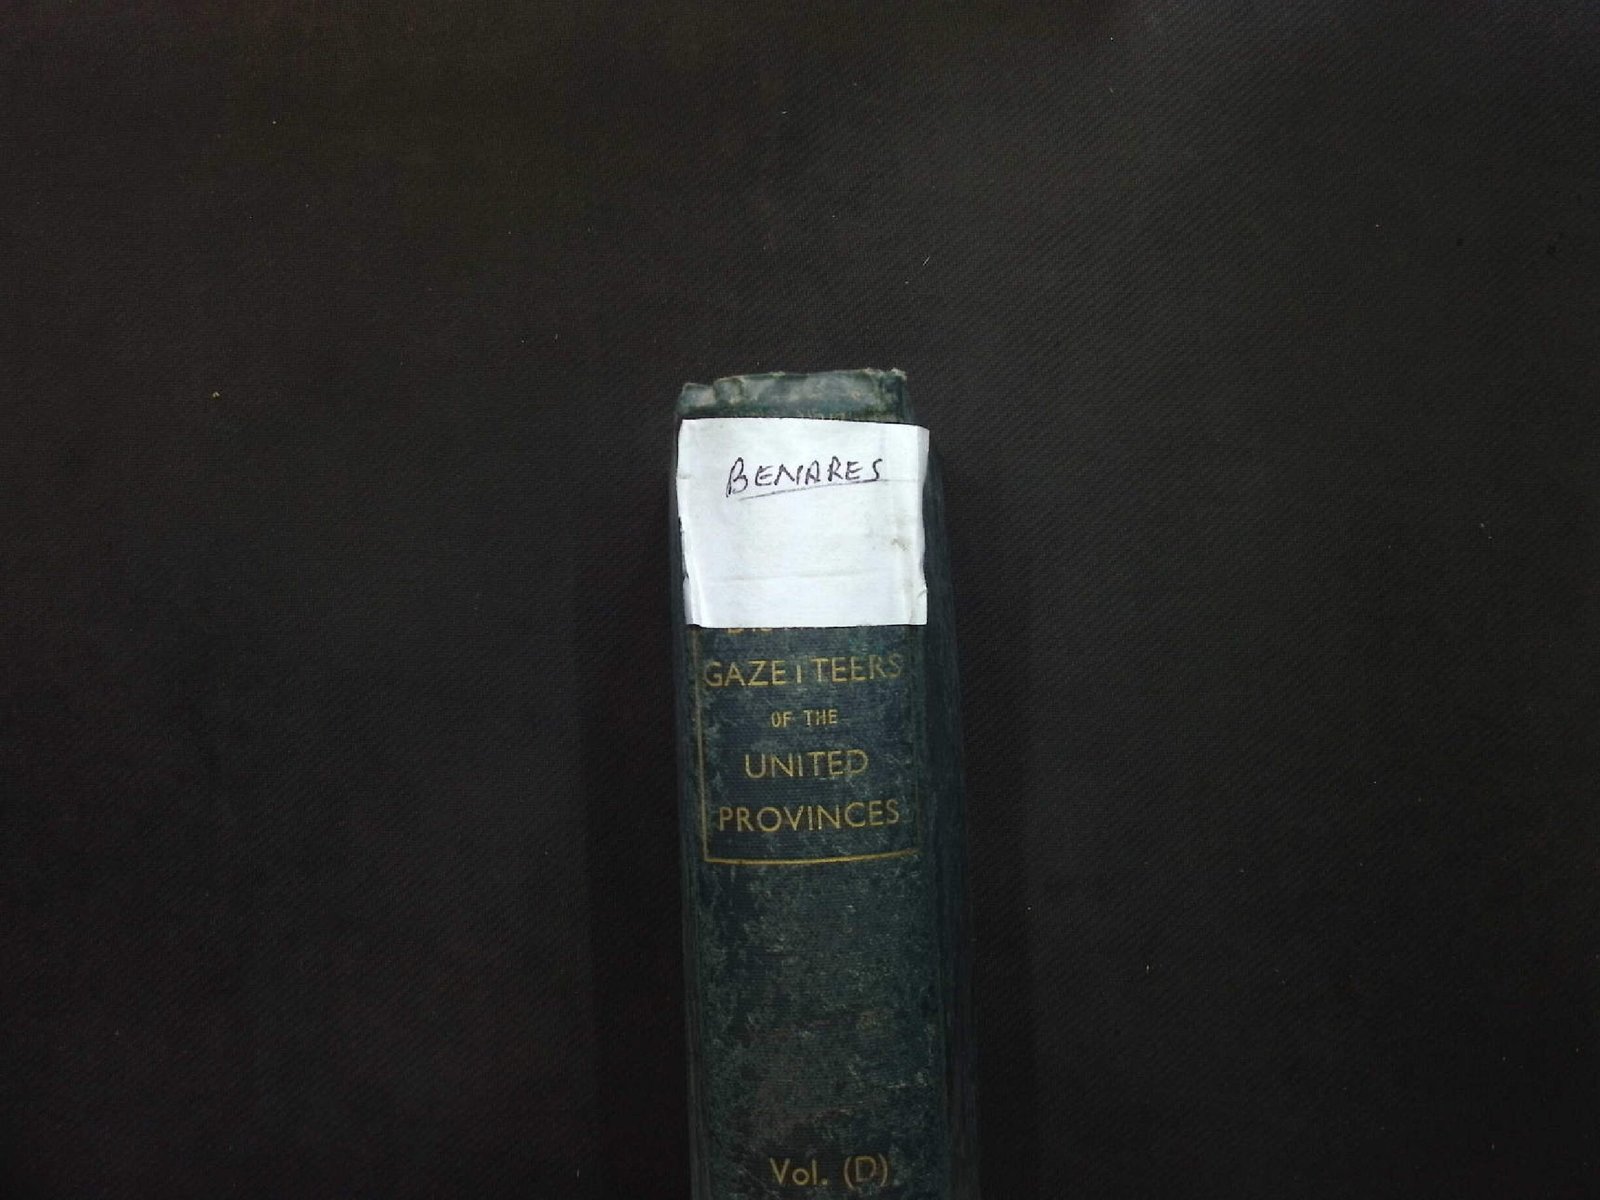 BENARES
GAZETTEERS
OF THE
UNITED
PROVINCES
Vol. (D)